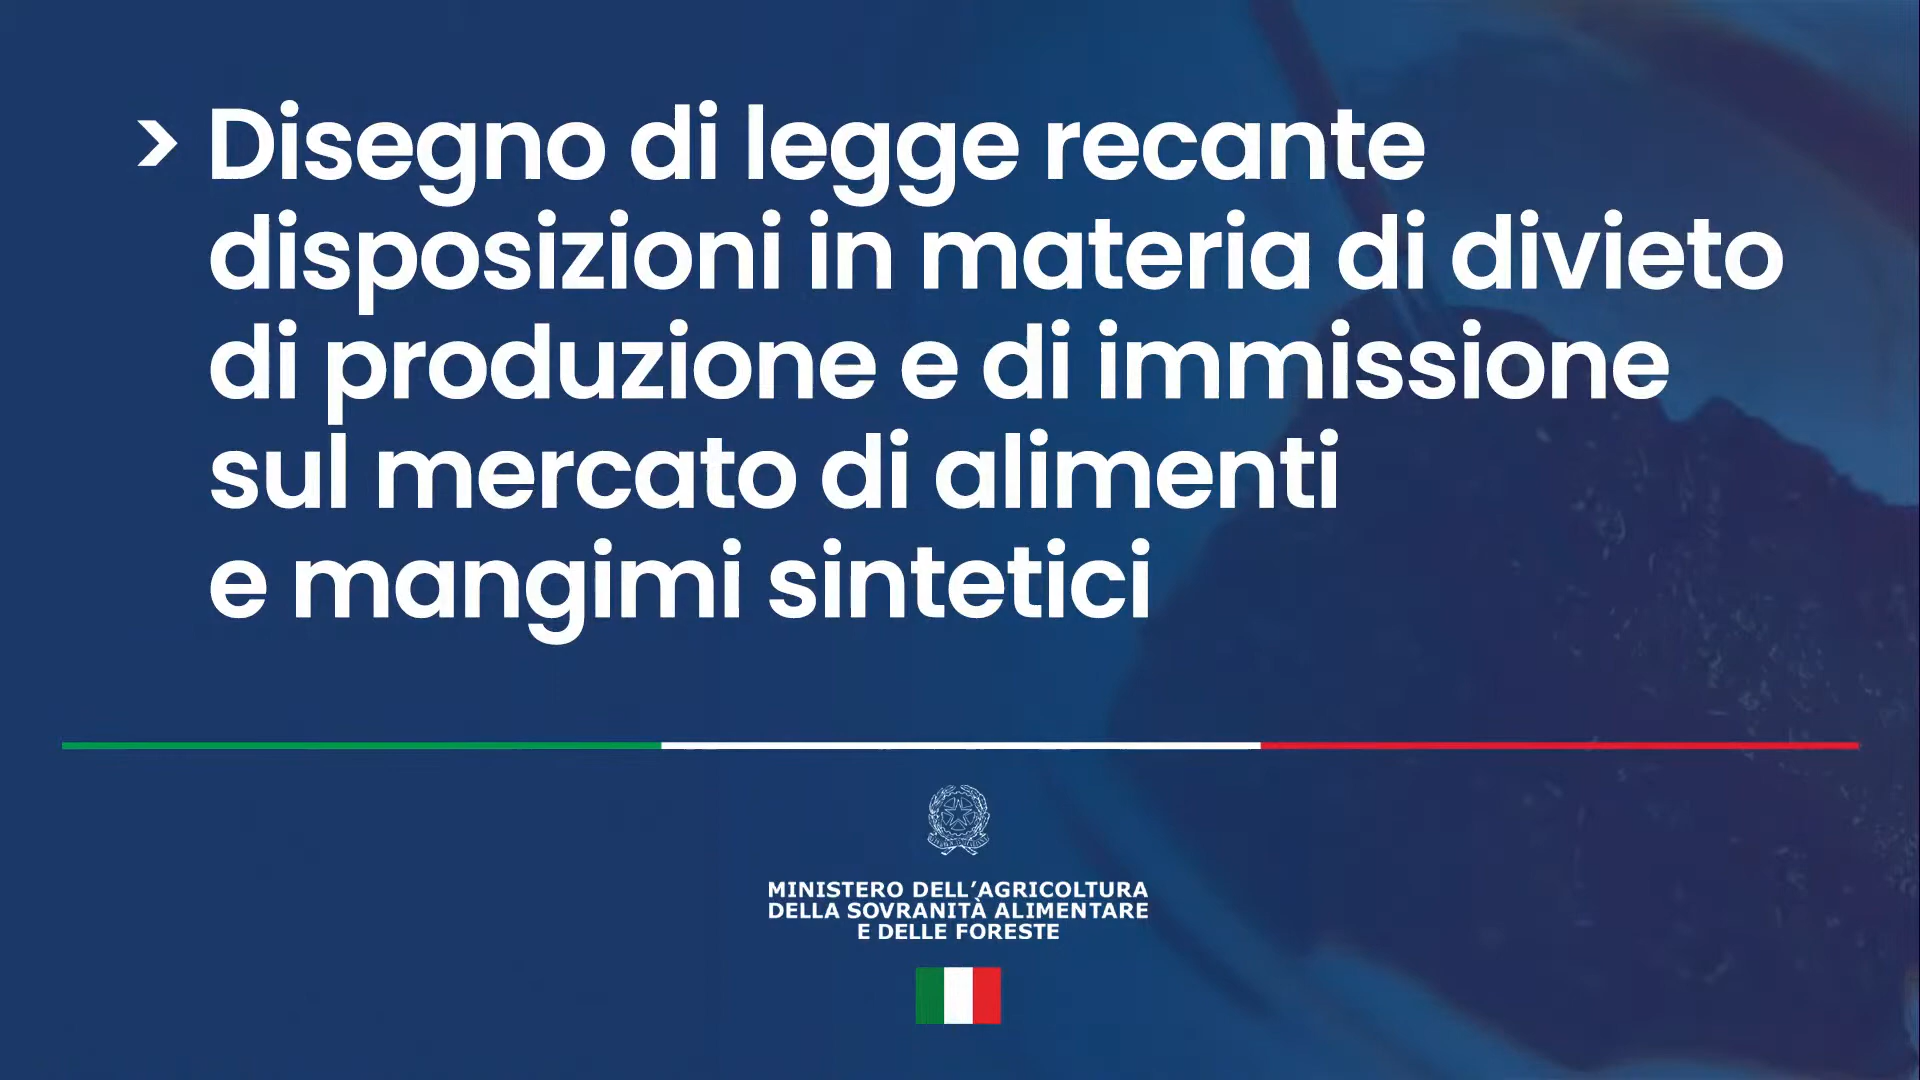 > Disegno di legge recante
disposizioni in materia di divieto
di produzione e di immissione
sul mercato di alimenti
e mangimi sintetici
MINISTERO DELL'AGRICOLTURA
DELLA SOVRANITÀ ALIMENTARE
E DELLE FORESTE